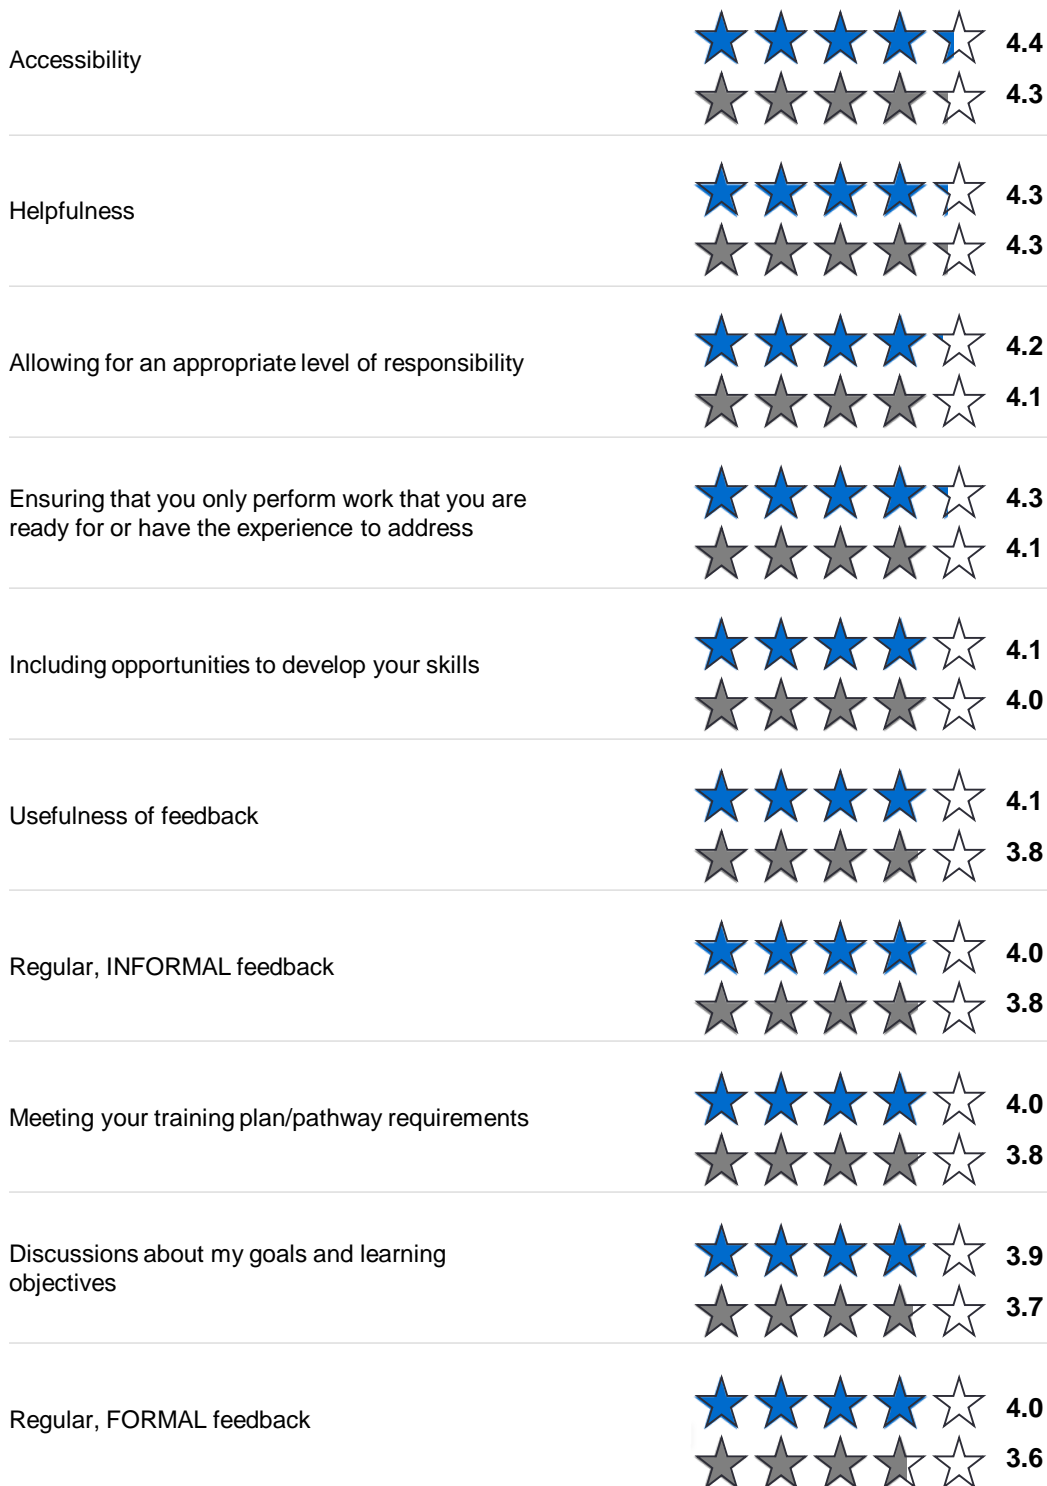 Accessibility
4.4
4.3
Helpfulness
4.3
4.3
Allowing for an appropriate level of responsibility
4.2
4.1
Ensuring that you only perform work that you are
ready for or have the experience to address
4.3
4.1
Including opportunities to develop your skills
4.1
4.0
Usefulness of feedback
4.1
3.8
Regular, INFORMAL feedback
4.0
3.8
Meeting your training plan/pathway requirements
4.0
3.8
Discussions about my goals and learning
objectives
3.9
3.7
Regular, FORMAL feedback
4.0
3.6